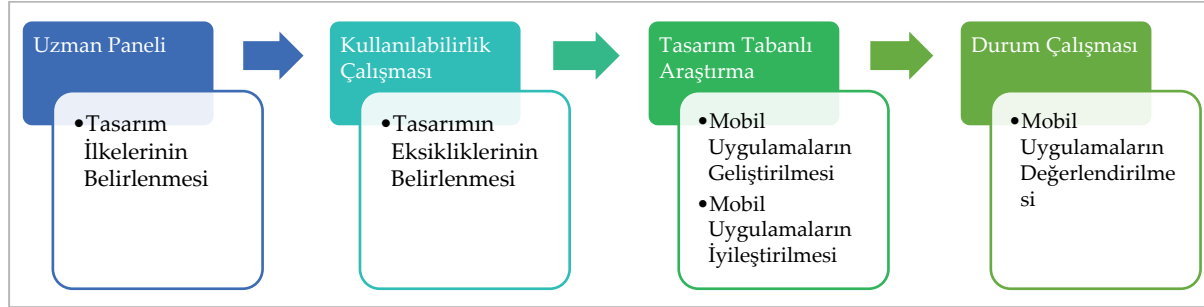 Uzman Paneli
•Tasarım
İlkelerinin
Belirlenmesi
Kullanılabilirlik
Çalışması
•Tasarımın
Eksikliklerinin
Belirlenmesi
Tasarım Tabanlı
Araştırma
•Mobil
Uygulamaların
Geliştirilmesi
•Mobil
Uygulamaların
İyileştirilmesi
Durum Çalışması
•Mobil
Uygulamaların
Değerlendirilme
si